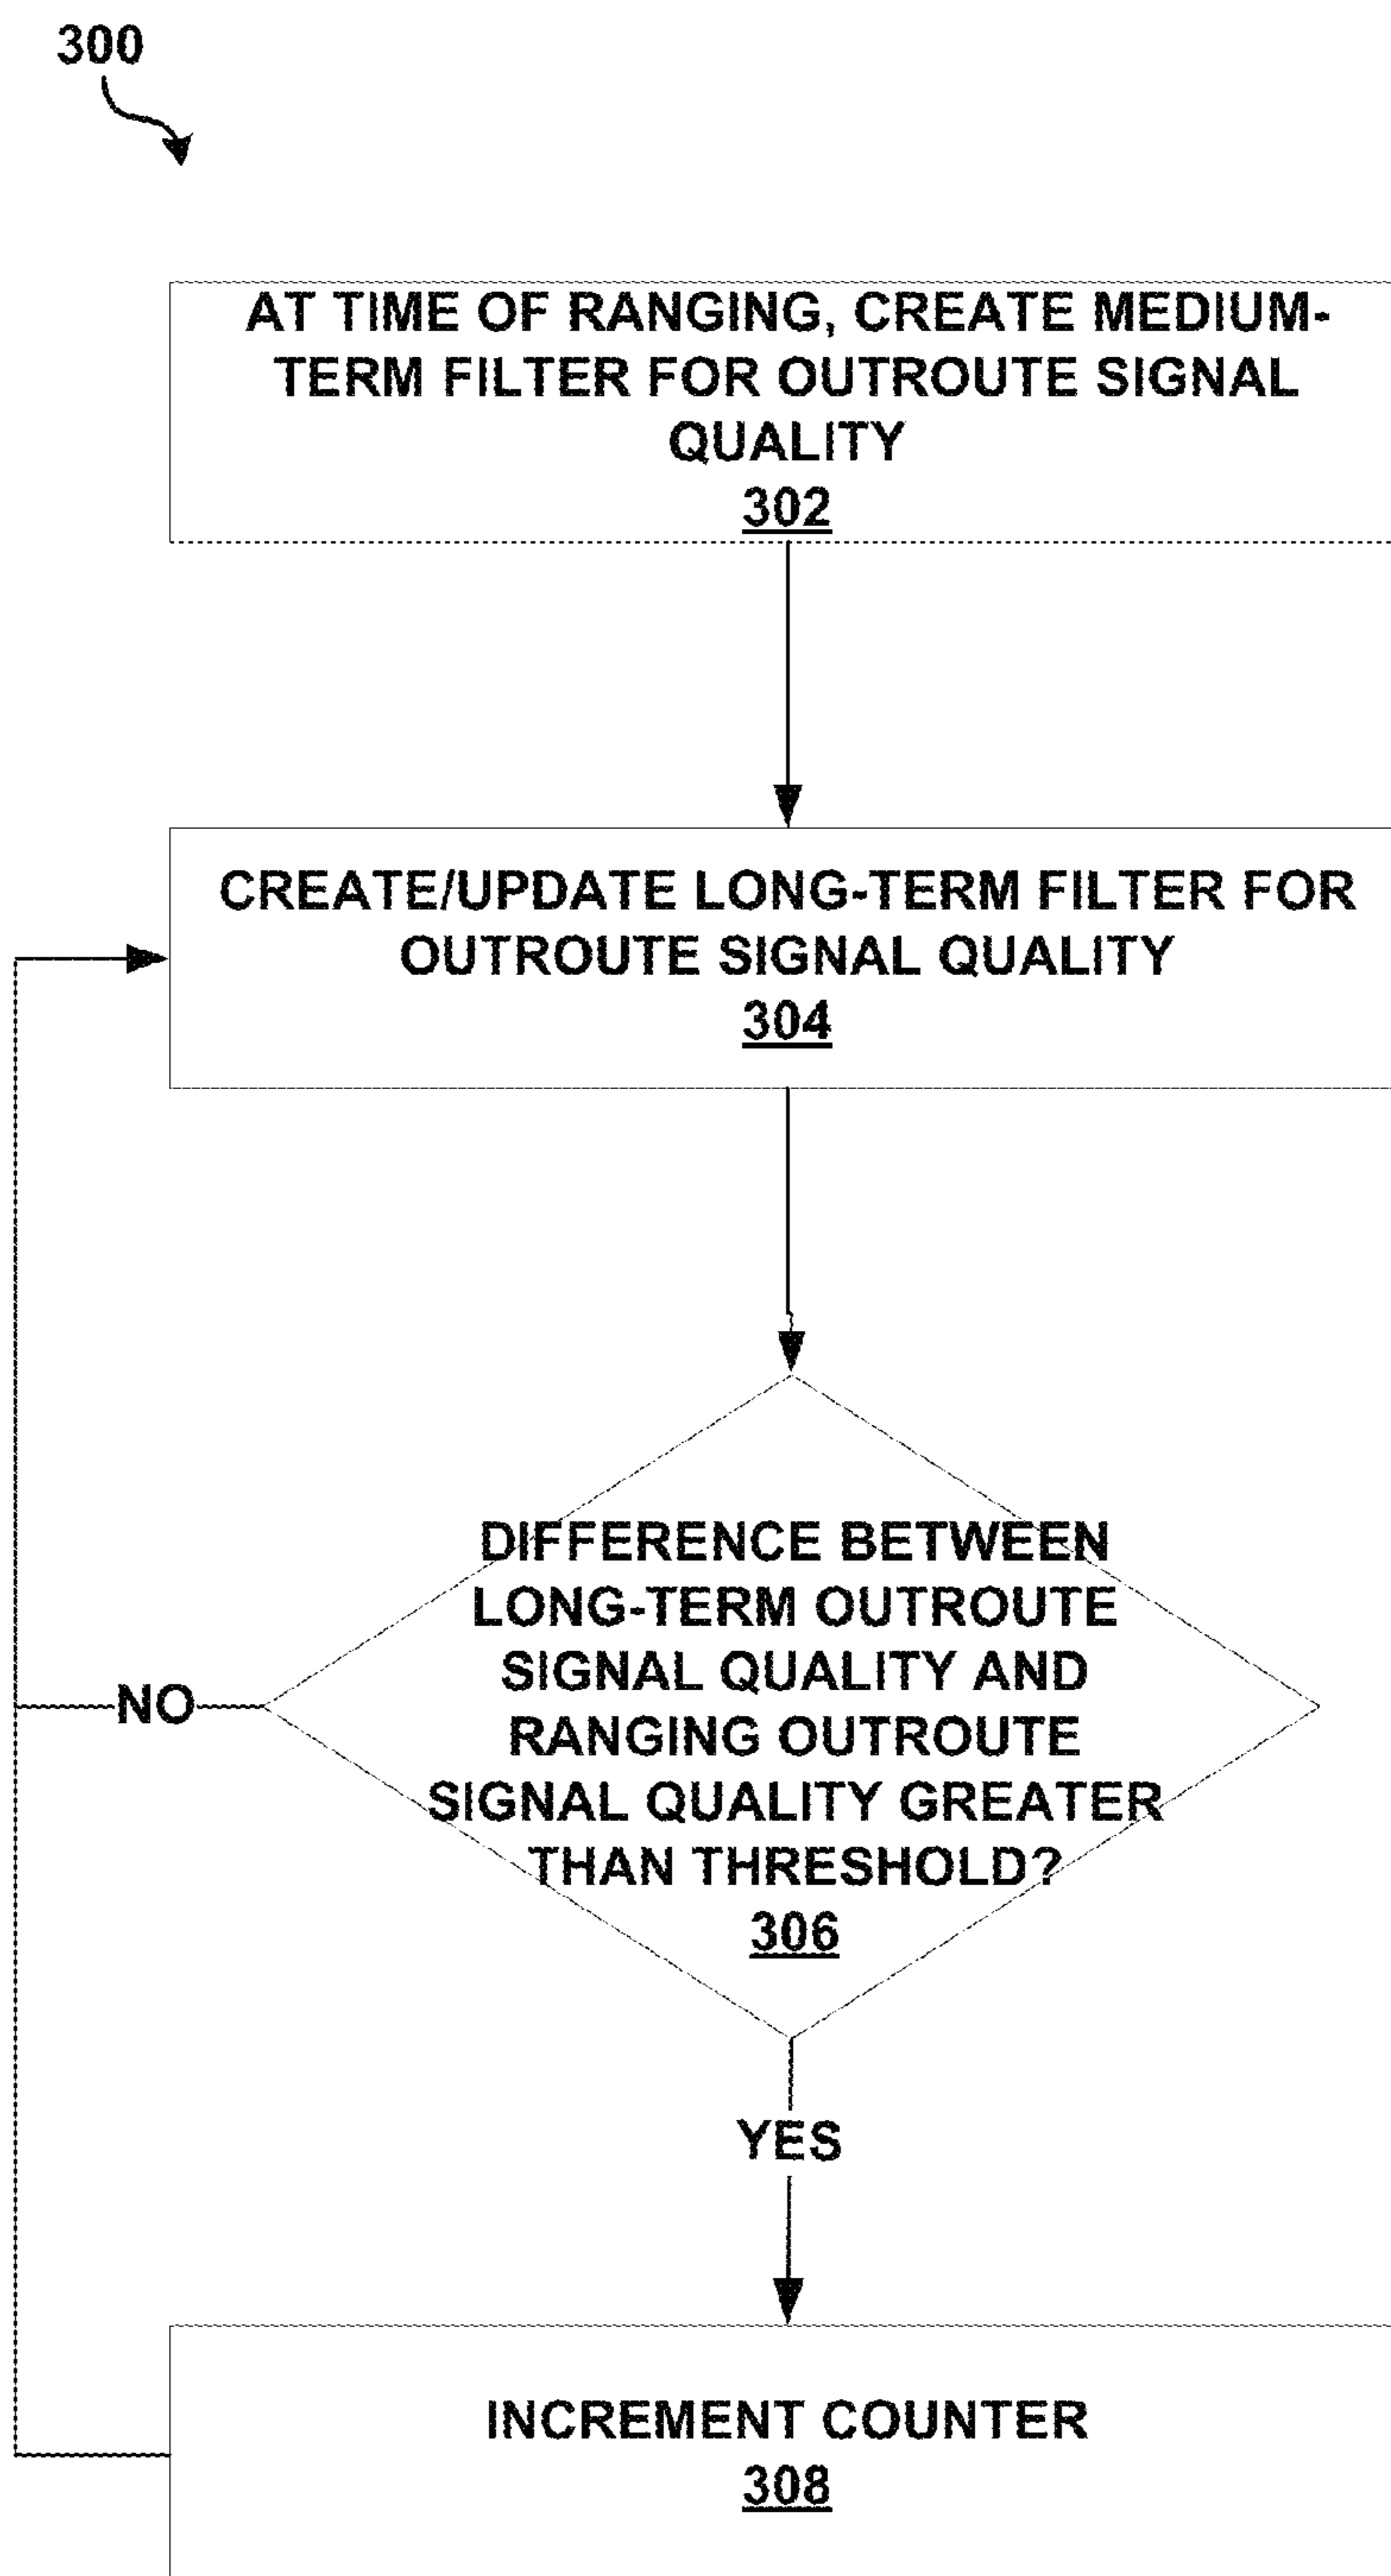 300
AT TIME OF RANGING, CREATE MEDIUM-
TERM FILTER FOR OUTROUTE SIGNAL
QUALITY
302
CREATE/UPDATE LONG-TERM FILTER FOR
OUTROUTE SIGNAL QUALITY
304
DIFFERENCE BETWEEN
LONG-TERM OUTROUTE
SIGNAL QUALITY AND
RANGING OUTROUTE
SIGNAL QUALITY GREATER
THAN THRESHOLD?
306
NO
YES
INCREMENT COUNTER
308